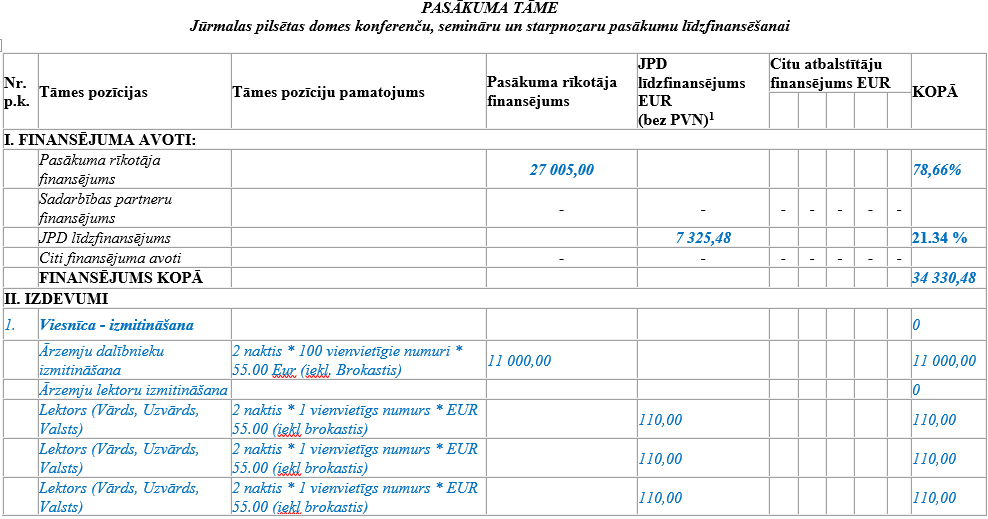 PASĀKUMA TĀME
Jūrmalas pilsētas domes konferenču, semināru un starpnozaru pasākumu līdzfinansēšanai
Nr. p.k.
Tāmes pozīcijas
Tāmes pozīciju pamatojums
Pasākuma rīkotāja finansējums
JPD līdzfinansējums EUR (bez PVN)1
Citu atbalstītāju finansējums EUR
KOPĀ
I. FINANSĒJUMA AVOTI:
Pasākuma rīkotāja finansējums 27 005,00 78,66%
Sadarbības partneru finansējums - - - - - - -
JPD līdzfinansējums 7 325,48 21.34 %
Citi finansējuma avoti - - - - - - -
FINANSĒJUMS KOPĀ 34 330,48
II. IZDEVUMI
1. Viesnīca - izmitināšana 0
Ārzemju dalībnieku izmitināšana 2 naktis * 100 vienvietīgie numuri * 55.00 Eur (iekl. Brokastis) 11 000,00 11 000,00
Ārzemju lektoru izmitināšana 0
Lektors (Vārds, Uzvārds, Valsts) 2 naktis * 1 vienvietīgs numurs * EUR 55.00 (iekl brokastis) 110,00 110,00
Lektors (Vārds, Uzvārds, Valsts) 2 naktis * 1 vienvietīgs numurs * EUR 55.00 (iekl brokastis) 110,00 110,00
Lektors (Vārds, Uzvārds, Valsts) 2 naktis * 1 vienvietīgs numurs * EUR 55.00 (iekl brokastis) 110,00 110,00